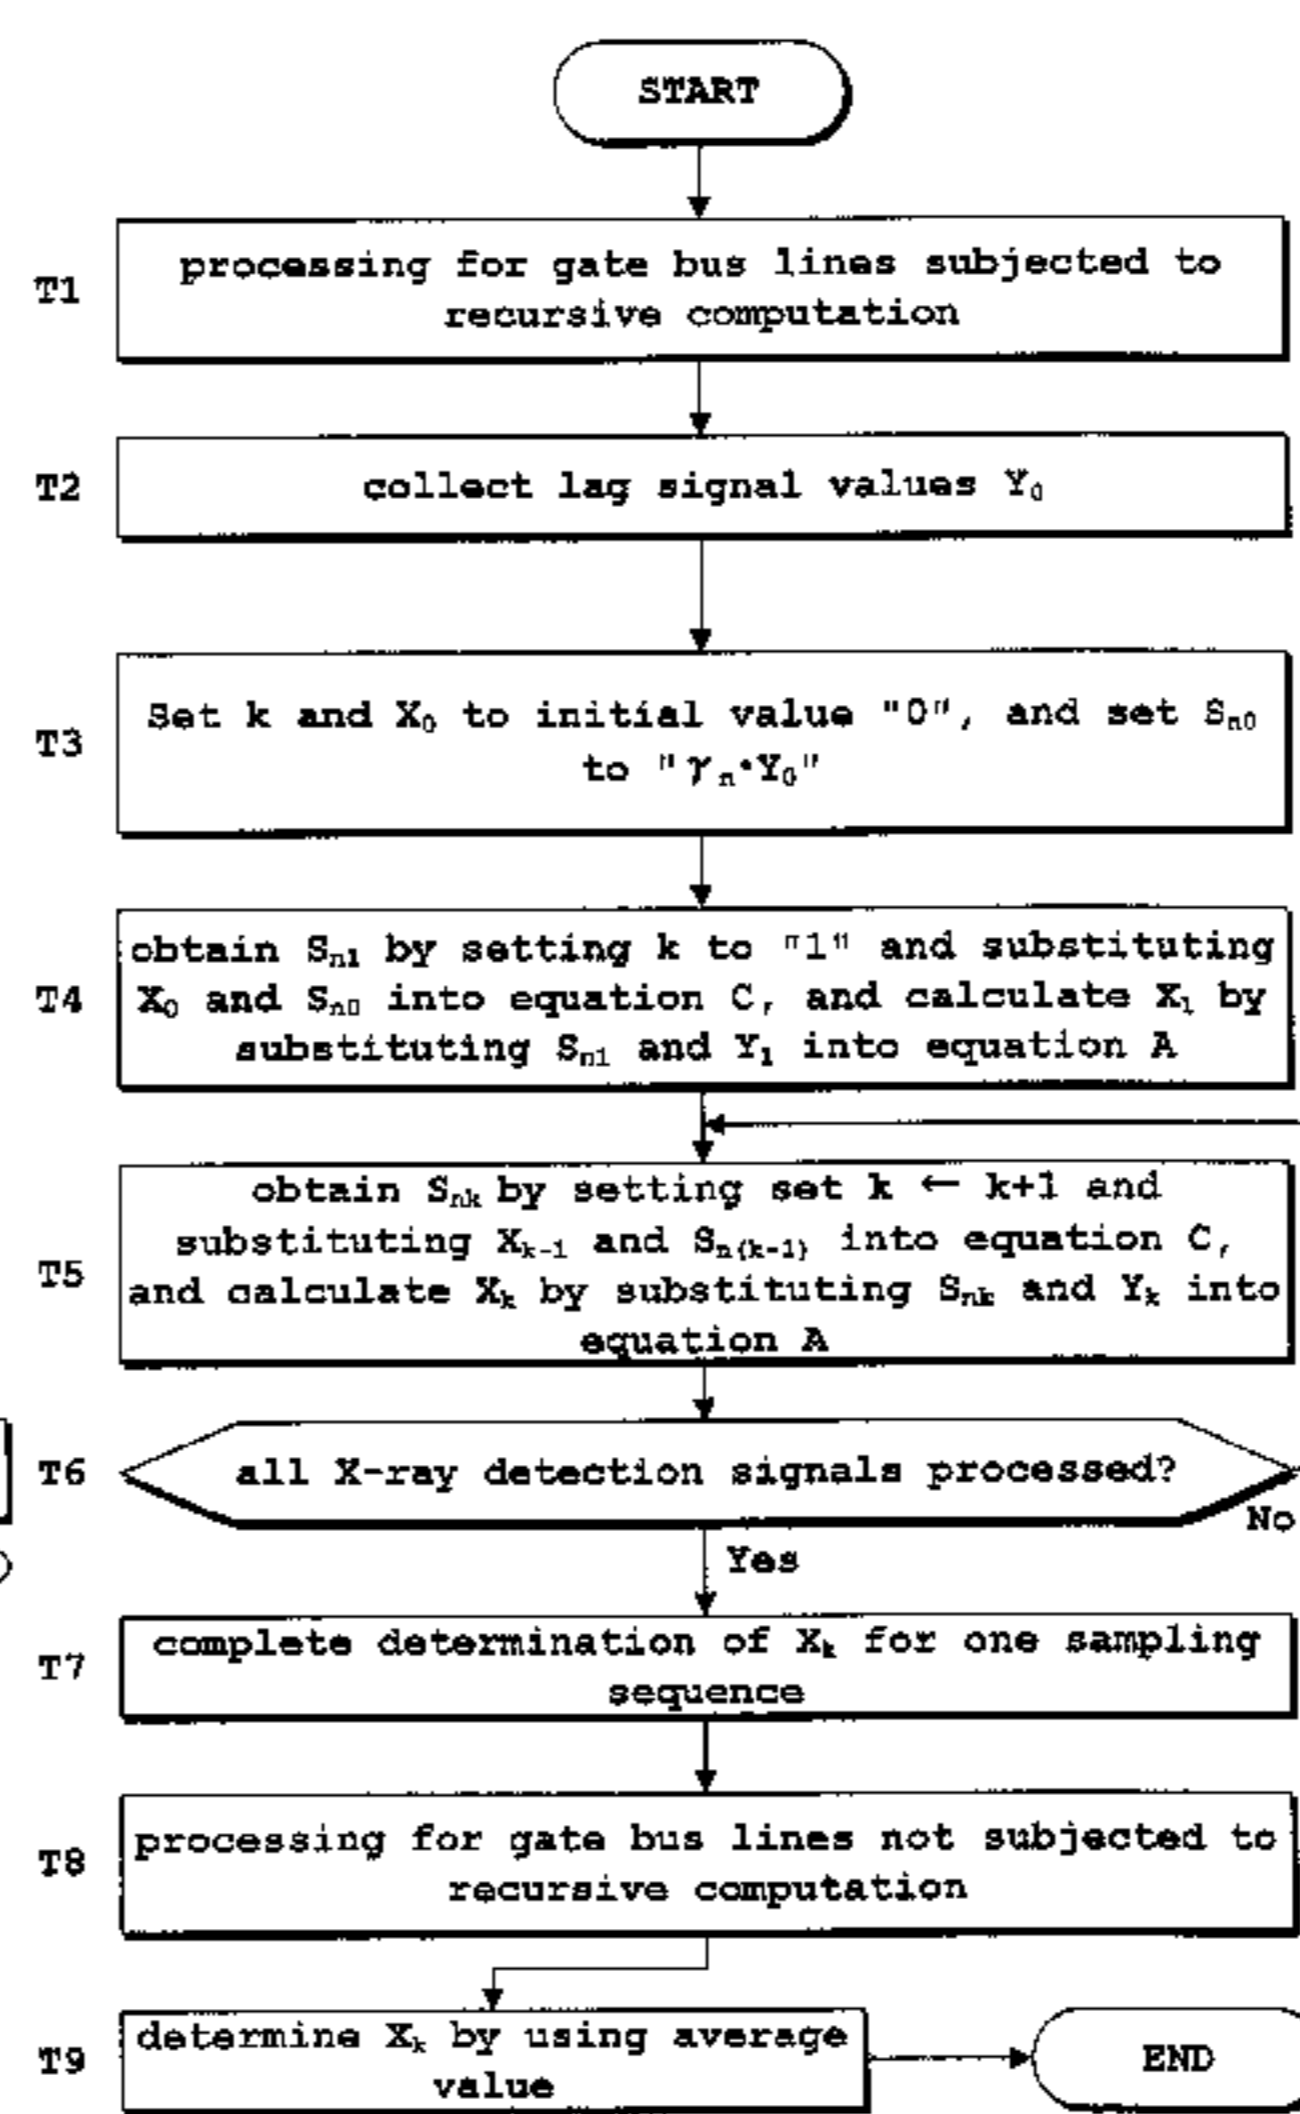 START
T1
processing for gate bus lines subjected to
recursive computation
T2
collect lag signal values Y₀
T3
Set k and X₀ to initial value "0", and set Sₙ₀
to "γₙ·Y₀"
T4
obtain Sₙ₁ by setting k to "1" and substituting
X₀ and Sₙ₀ into equation C, and calculate X₁ by
substituting Sₙ₁ and Y₁ into equation A
T5
obtain Sₙₖ by setting set k ← k+1 and
substituting Xₖ₋₁ and Sₙ₍ₖ₋₁₎ into equation C,
and calculate Xₖ by substituting Sₙₖ and Yₖ into
equation A
T6
all X-ray detection signals processed?
No
Yes
T7
complete determination of Xₖ for one sampling
sequence
T8
processing for gate bus lines not subjected to
recursive computation
T9
determine Xₖ by using average
value
END